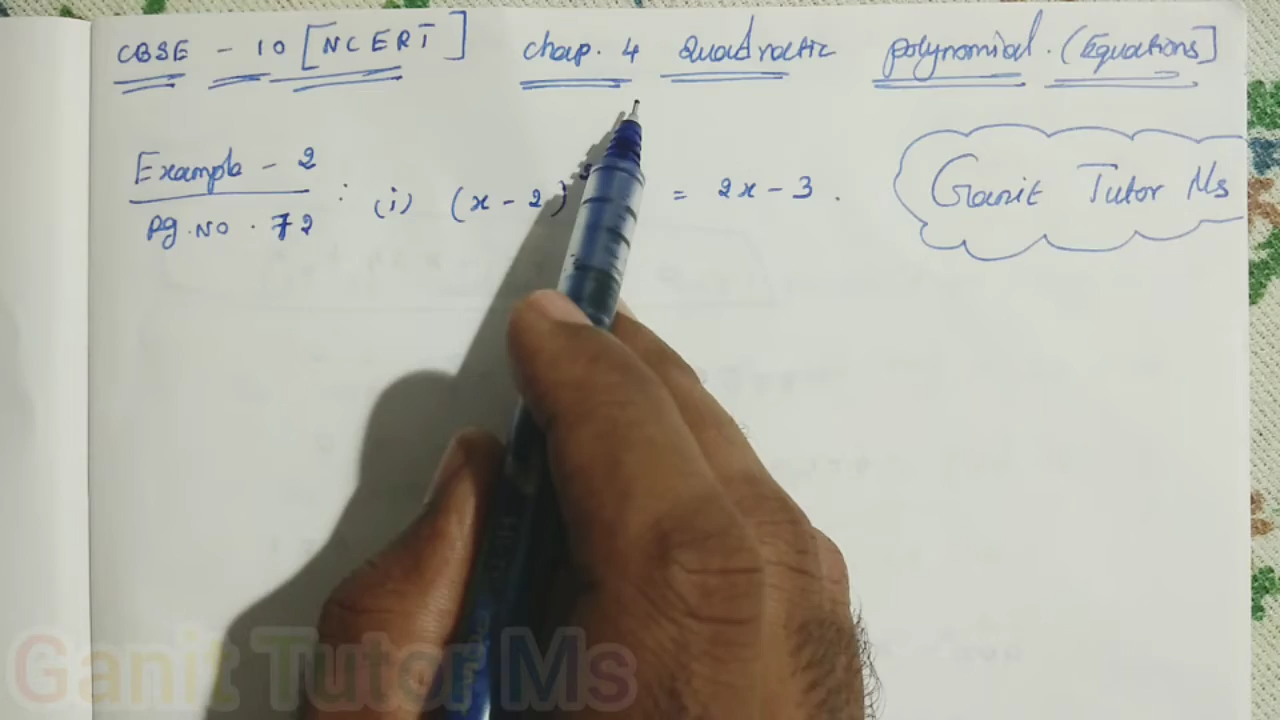 CBSE - 10 [NCERT] Chap. 4 Quadratic polynomial. (Equations]
Example - 2
Pg. No. 72 : (i) (x - 2) = 2x - 3.
Ganit Tutor Ms
Ganit Tutor Ms